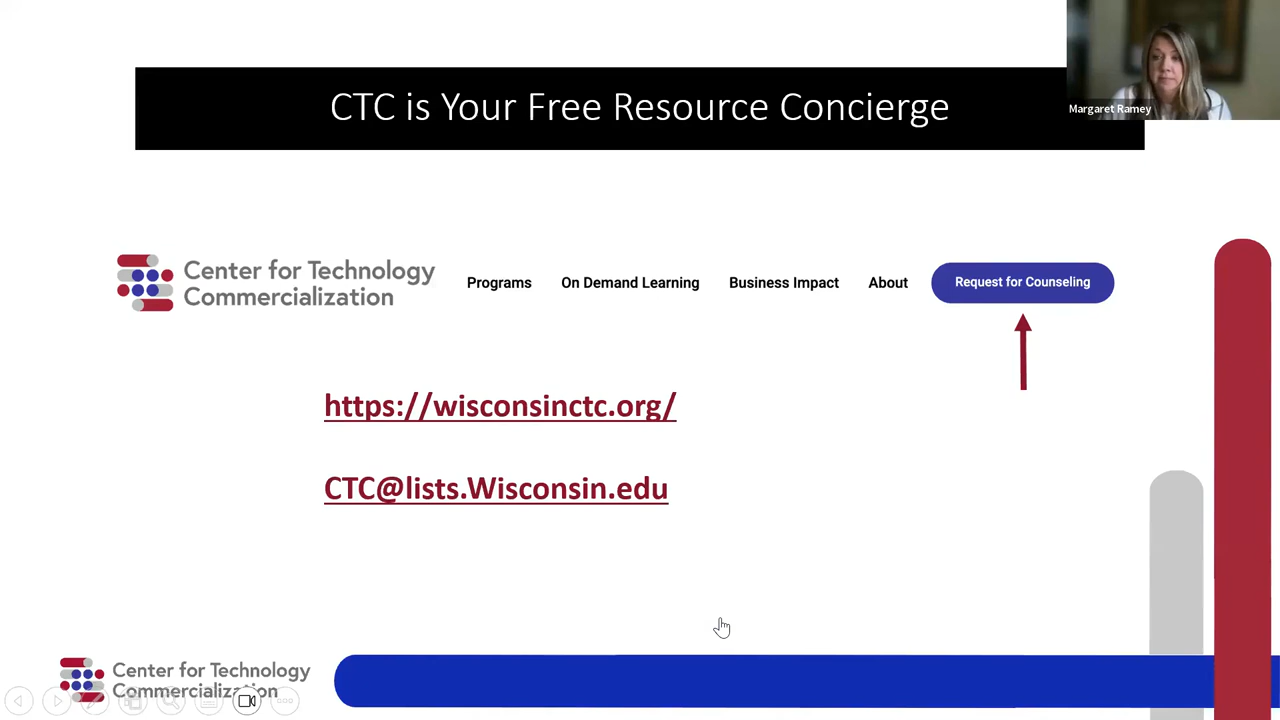 CTC is Your Free Resource Concierge
Margaret Ramey
Center for Technology
Commercialization
Programs
On Demand Learning
Business Impact
About
Request for Counseling
https://wisconsinctc.org/
CTC@lists.Wisconsin.edu
Center for Technology
Commercialization